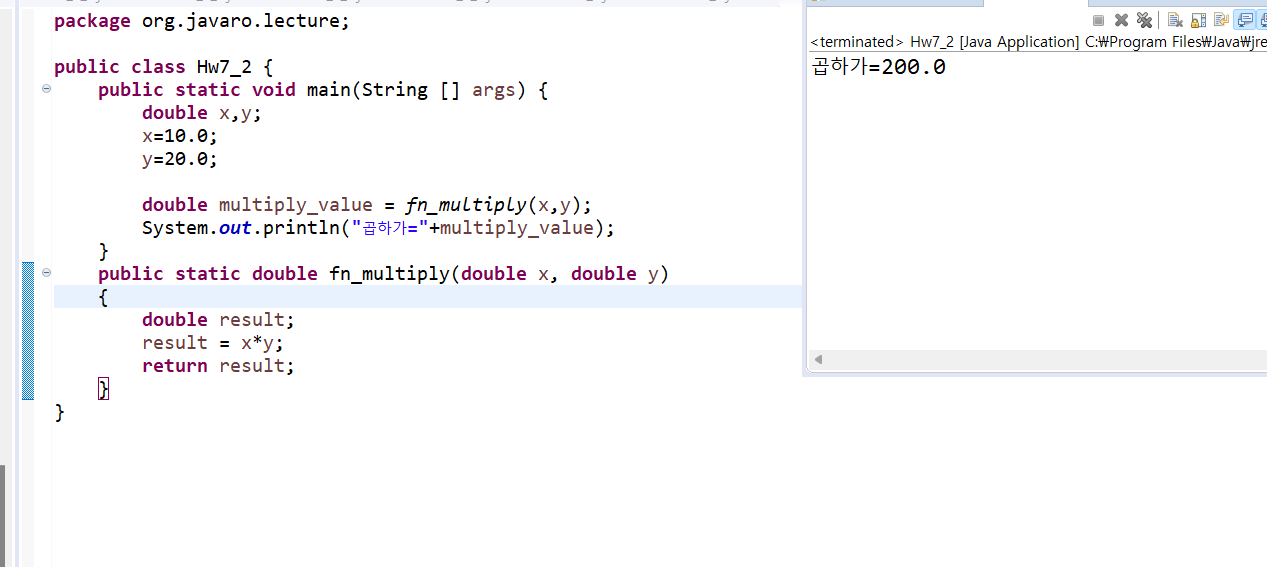 package org.javaro.lecture;
public class Hw7_2 {
public static void main(String [] args) {
double x,y;
x=10.0;
y=20.0;
double multiply_value = fn_multiply(x,y);
System.out.println("곱하가="+multiply_value);
}
public static double fn_multiply(double x, double y)
{
double result;
result = x*y;
return result;
}
}
<terminated> Hw7_2 [Java Application] C:₩Program Files₩Java₩jre
곱하가=200.0